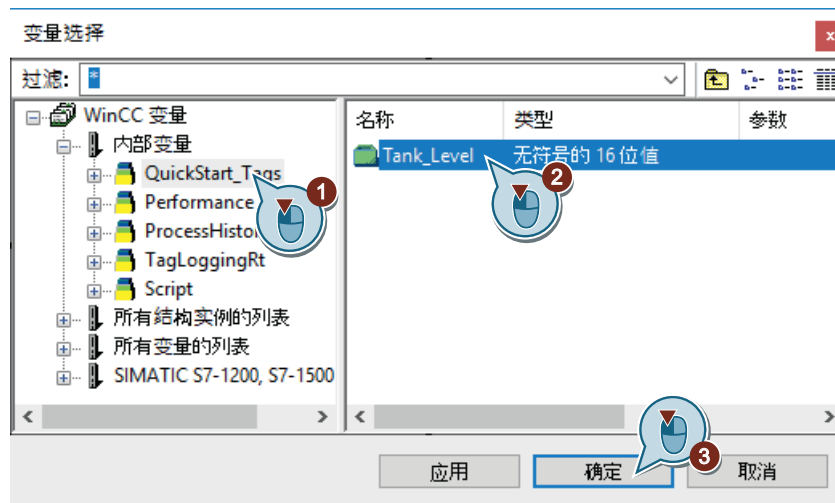 变量选择
x
过滤: *
WinCC 变量
名称 类型 参数
内部变量
Tank_Level 无符号的 16 位值
QuickStart_Tags
1
2
Performance
ProcessHistor
TagLoggingRt
Script
所有结构实例的列表
所有变量的列表
SIMATIC S7-1200, S7-1500
3
应用 确定 取消